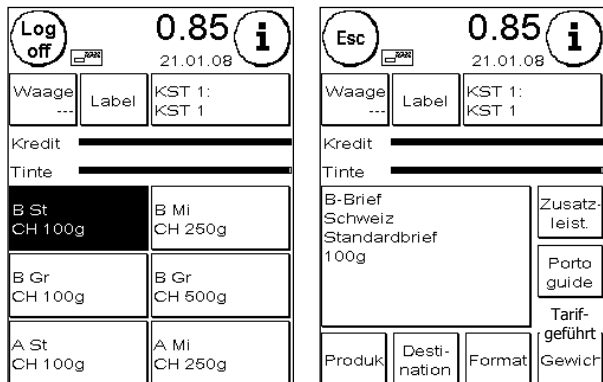 Log
off
0.85
i
21.01.08
Waage
---
Label
KST 1:
KST 1
Kredit
Tinte
B St
CH 100g
B Mi
CH 250g
B Gr
CH 100g
B Gr
CH 500g
A St
CH 100g
A Mi
CH 250g
Esc
0.85
i
21.01.08
Waage
---
Label
KST 1:
KST 1
Kredit
Tinte
B-Brief
Schweiz
Standardbrief
100g
Zusatz-
leist.
Porto
guide
Tarif-
geführt
Produk
Desti-
nation
Format
Gewich